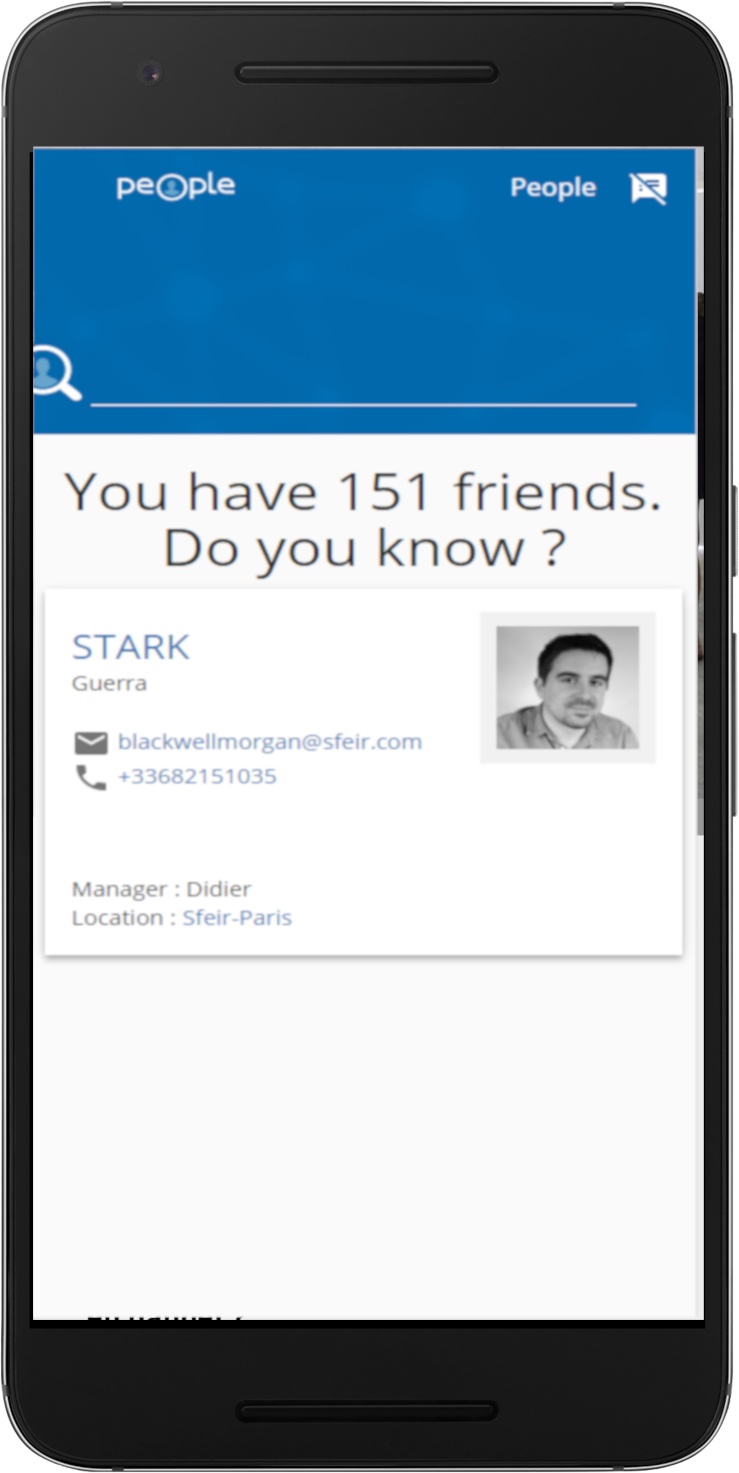 people
People
You have 151 friends.
Do you know ?
STARK
Guerra
blackwellmorgan@sfeir.com
+33682151035
Manager : Didier
Location : Sfeir-Paris